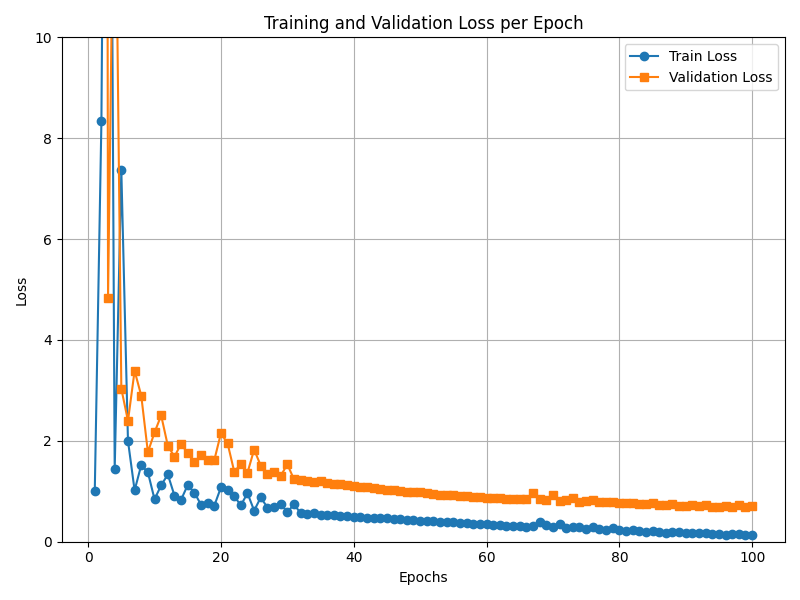 Training and Validation Loss per Epoch
Train Loss
Validation Loss
Loss
10
8
6
4
2
0
0 20 40 60 80 100
Epochs